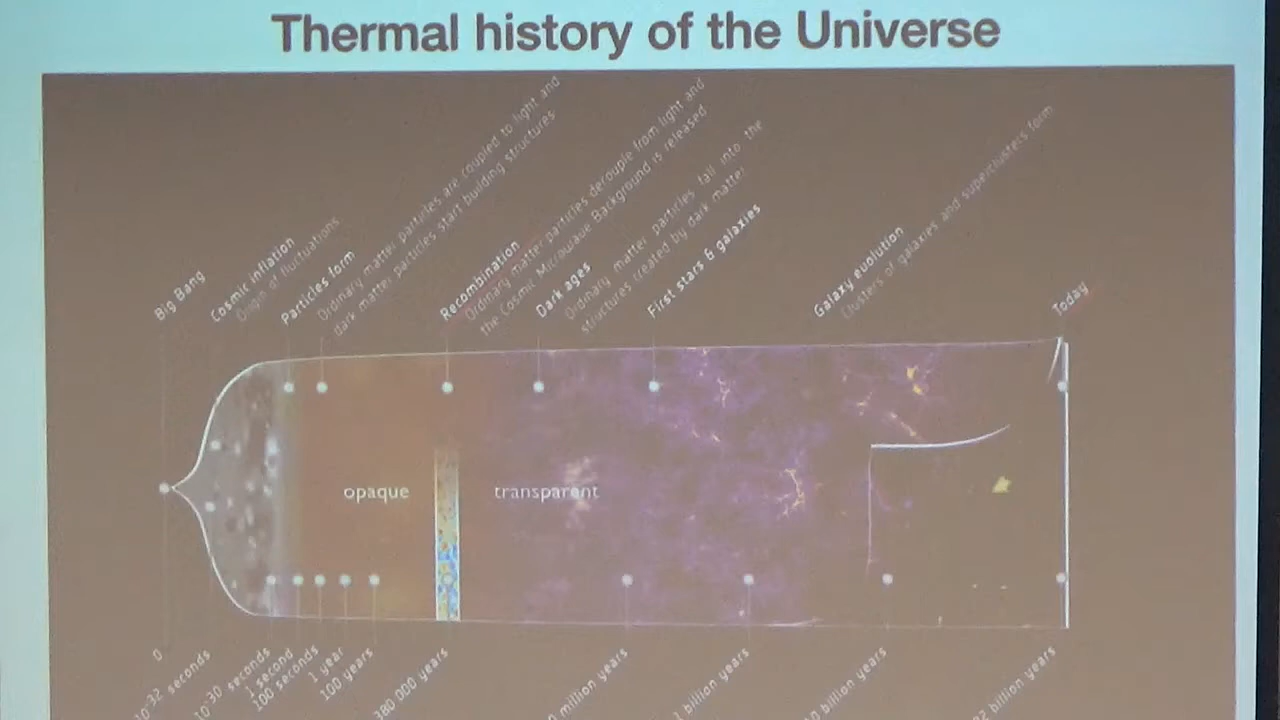 Thermal history of the Universe
Big Bang
Cosmic inflation
Origin of fluctuations
Particles form
Ordinary matter particles are coupled to light and
dark matter particles start building structures
Recombination
Ordinary matter particles decouple from light and
the Cosmic Microwave Background is released
Dark ages
Ordinary matter particles fall into the
structures created by dark matter
First stars & galaxies
Galaxy evolution
Clusters of galaxies and superclusters form
Today
opaque
transparent
0
10-32 seconds
10-30 seconds
1 second
100 seconds
1 year
100 years
380 000 years
million years
1 billion years
billion years
billion years